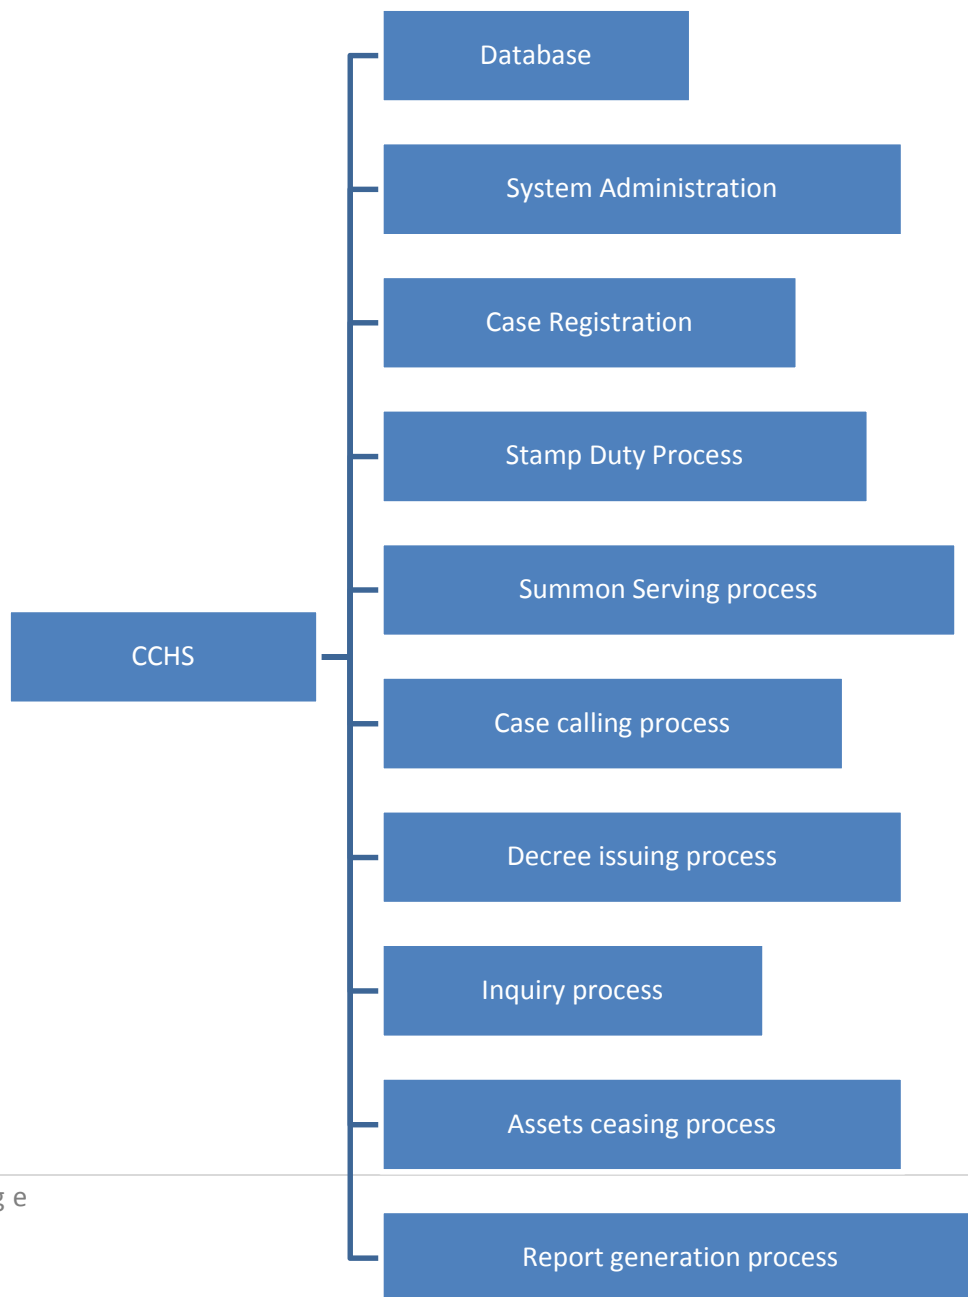 Database
System Administration
Case Registration
Stamp Duty Process
Summon Serving process
CCHS
Case calling process
Decree issuing process
Inquiry process
Assets ceasing process
g e
Report generation process